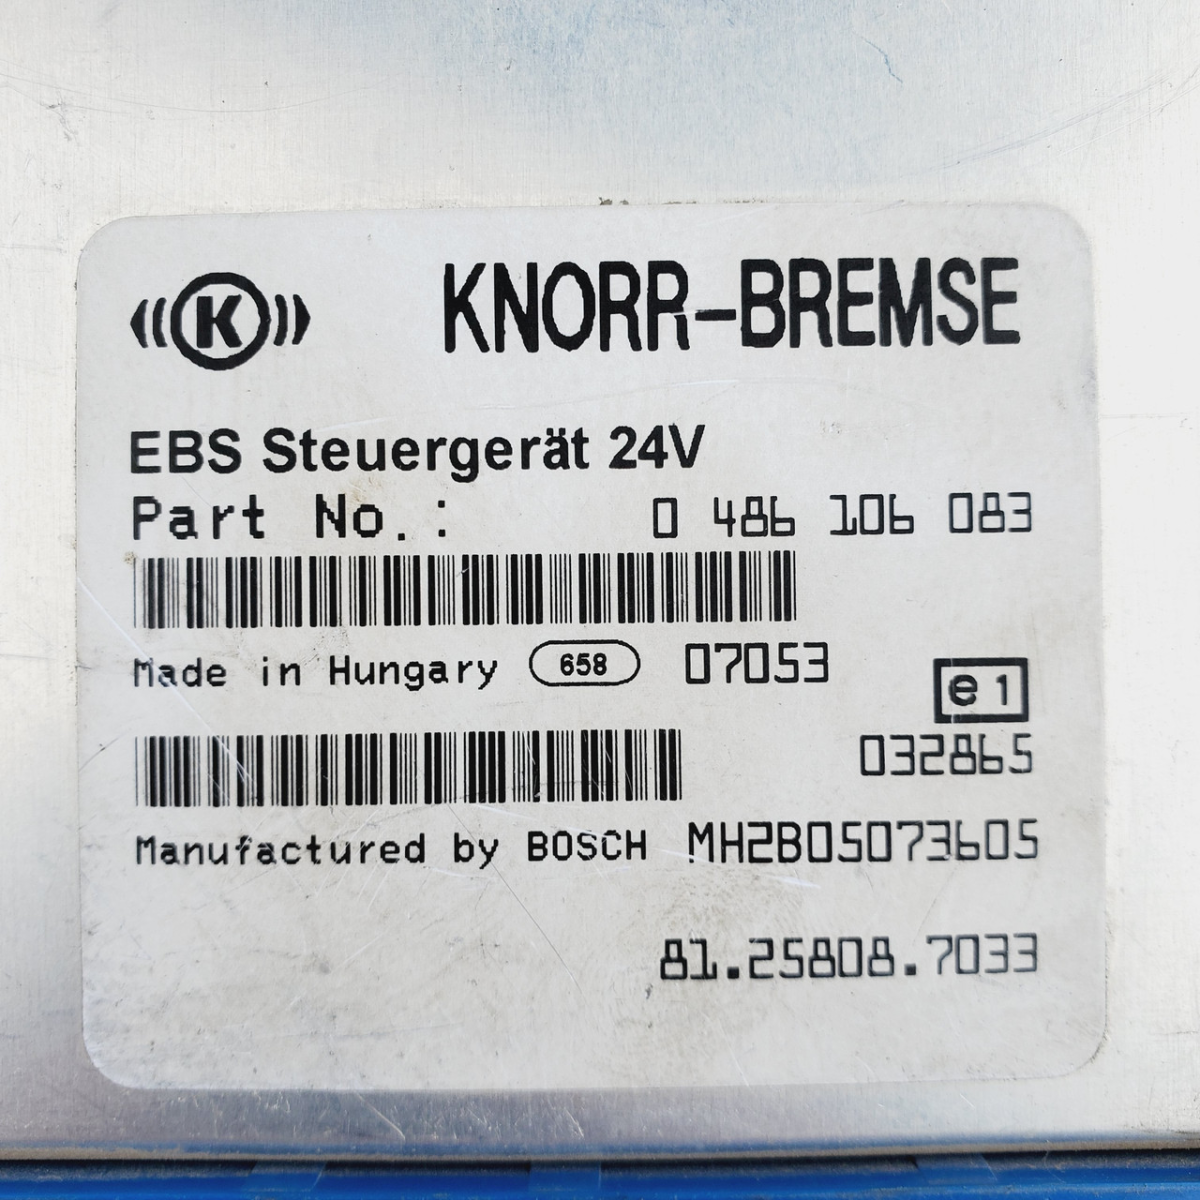 K KNORR-BREMSE
EBS Steuergerät 24V
Part No.: 0 486 106 083
Made in Hungary 658 07053
e1
032865
Manufactured by BOSCH MH2B05073605
81.25808.7033